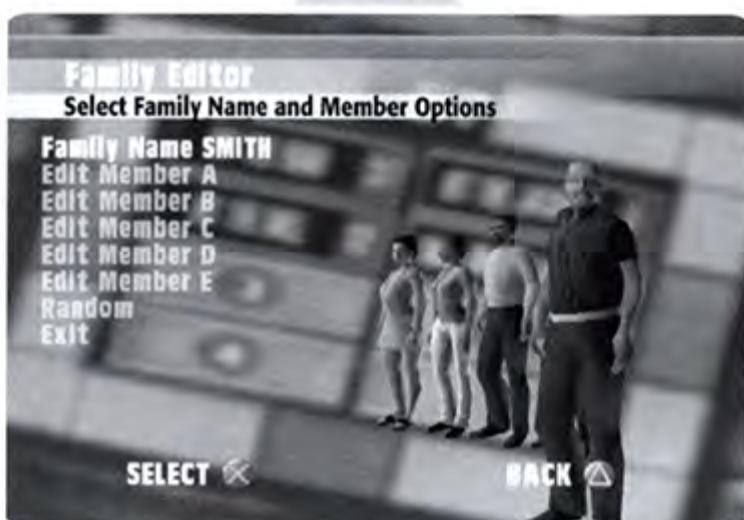 Family Editor
Select Family Name and Member Options
Family Name SMITH
Edit Member A
Edit Member B
Edit Member C
Edit Member D
Edit Member E
Random
Exit
SELECT
BACK